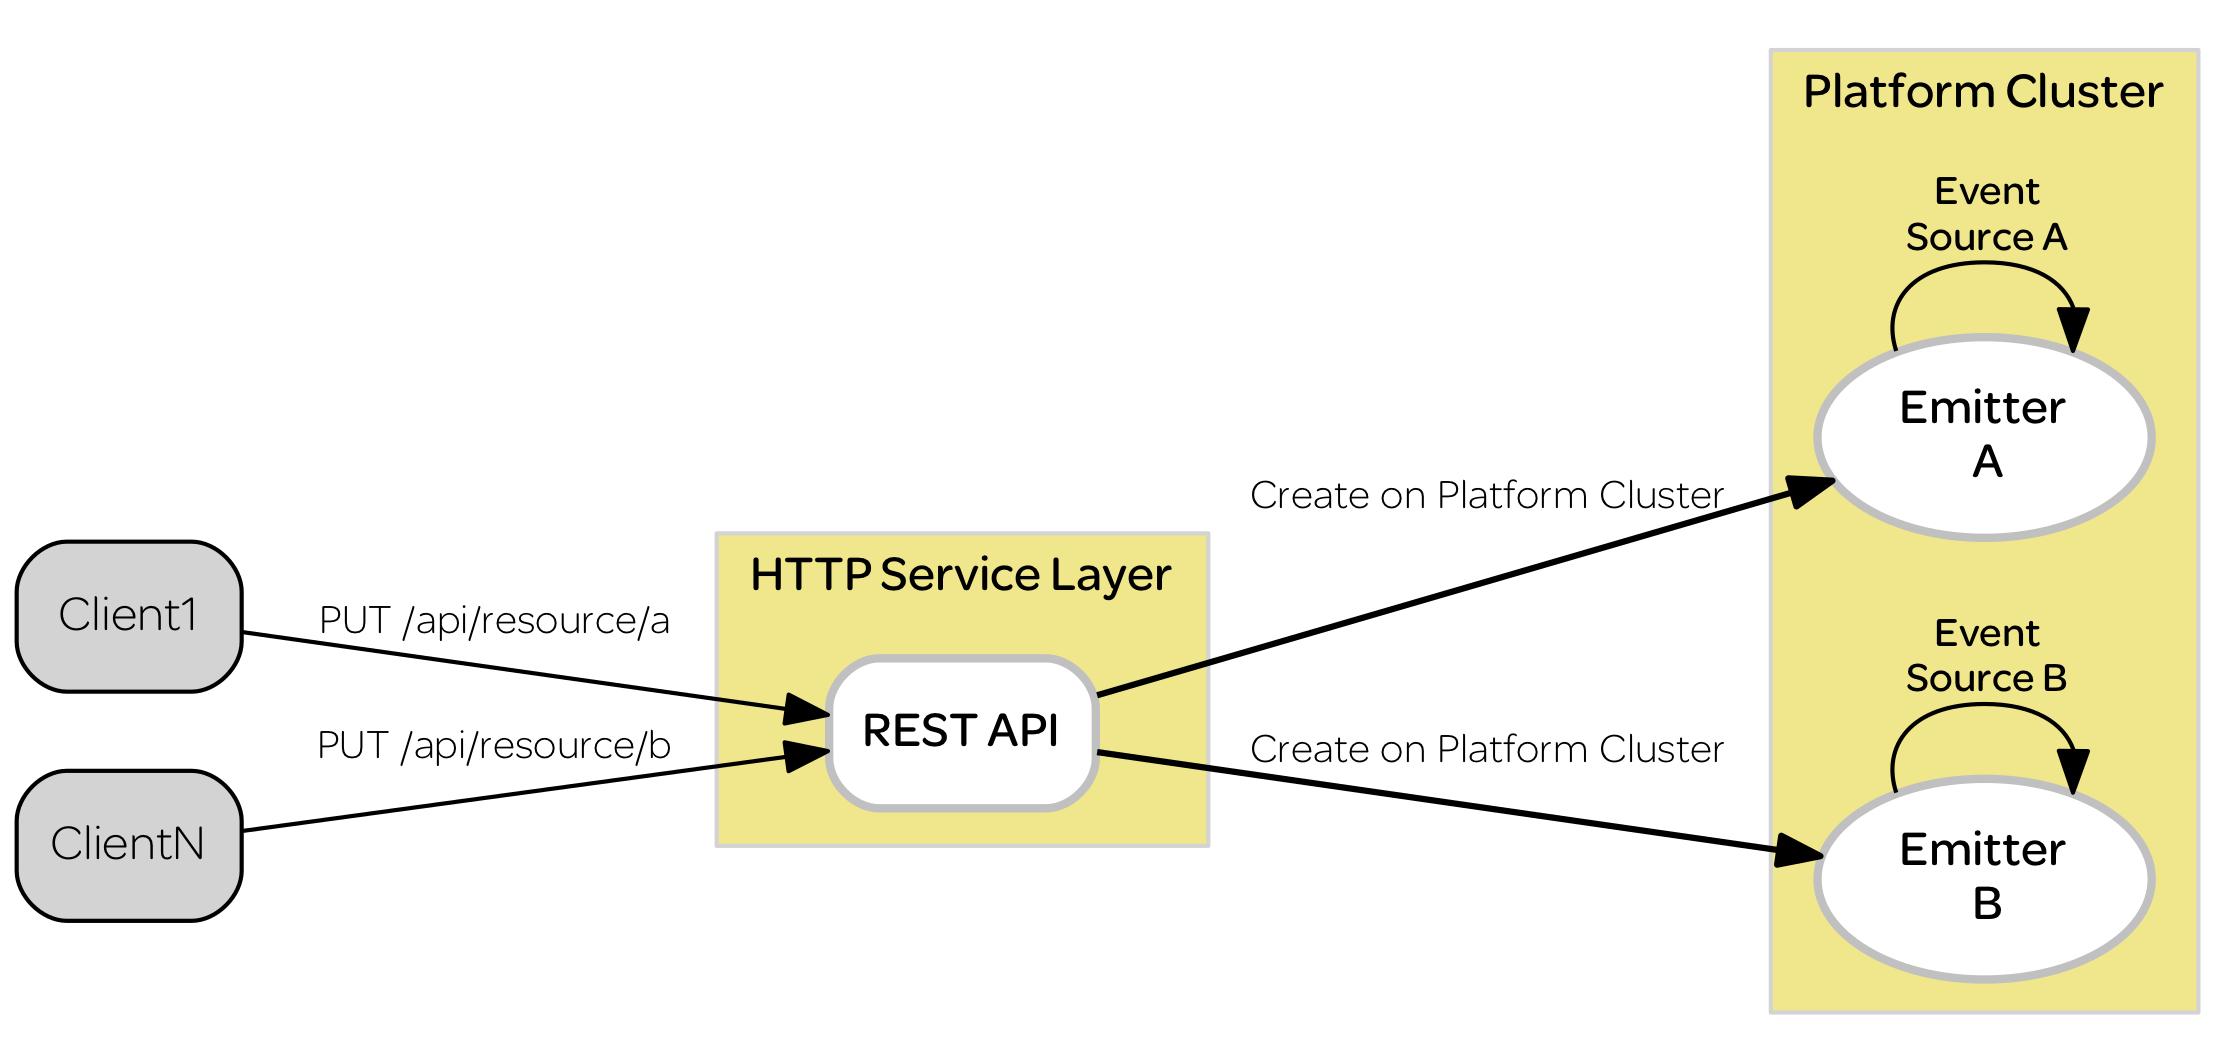 Platform Cluster
Event
Source A
Emitter
A
Create on Platform Cluster
HTTP Service Layer
Client1
PUT /api/resource/a
REST API
PUT /api/resource/b
ClientN
Create on Platform Cluster
Event
Source B
Emitter
B